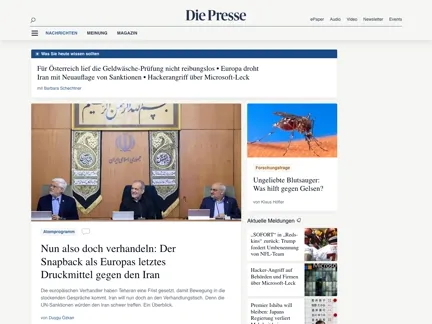 Die Presse
ePaper
Audio
Video
Newsletter
Events
NACHRICHTEN
MEINUNG
MAGAZIN
Was Sie heute wissen sollten
Für Österreich lief die Geldwäsche-Prüfung nicht reibungslos • Europa droht
Iran mit Neuauflage von Sanktionen • Hackerangriff über Microsoft-Leck
mit Barbara Schechtner
Atomprogramm
Nun also doch verhandeln: Der
Snapback als Europas letztes
Druckmittel gegen den Iran
Die europäischen Vermittler haben Teheran eine Frist gesetzt, damit Bewegung in die
stockenden Gespräche kommt. Iran will nun doch an den Verhandlungstisch. Denn die
UN-Sanktionen würden den Iran schwer treffen. Ein Überblick.
von Duygu Özkan
Forschungsfrage
Ungeliebte Blutsauger:
Was hilft gegen Gelsen?
von Klaus Höfler
Aktuelle Meldungen
„SOFORT“ in „Reds-
kins“ zurück: Trump
fordert Umbenennung
von NFL-Team
Hacker-Angriff auf
Behörden und Firmen
über Microsoft-Leck
Premier Ishiba will
bleiben: Japans
Regierung verliert